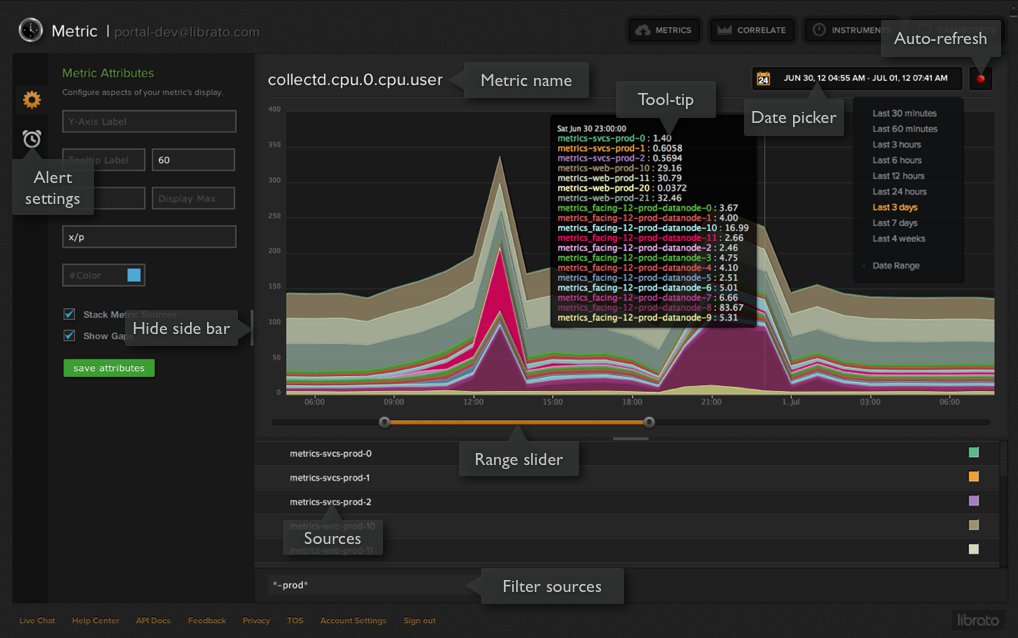 Metric | portal-dev@librato.com
METRICS
CORRELATE
INSTRUMENTS
Auto-refresh
Metric Attributes
Configure aspects of your metric's display.
Y-Axis Label
Tooltip Label
60
Alert settings
Display Max
x/p
#Color
Stack Metric Sources
Show Gaps
Hide side bar
save attributes
collectd.cpu.0.cpu.user
Metric name
Tool-tip
24
JUN 30, 12 04:55 AM - JUL 01, 12 07:41 AM
Date picker
Last 30 minutes
Last 60 minutes
Last 3 hours
Last 6 hours
Last 12 hours
Last 24 hours
Last 3 days
Last 7 days
Last 4 weeks
Date Range
400
350
300
250
200
150
100
50
0
Sat Jun 30 23:00:00
metrics-svcs-prod-0 : 1.40
metrics-svcs-prod-1 : 0.6058
metrics-svcs-prod-2 : 0.5694
metrics-web-prod-10 : 29.16
metrics-web-prod-11 : 30.79
metrics-web-prod-20 : 0.0372
metrics-web-prod-21 : 32.46
metrics_facing-12-prod-datanode-0 : 3.67
metrics_facing-12-prod-datanode-1 : 4.00
metrics_facing-12-prod-datanode-10 : 16.99
metrics_facing-12-prod-datanode-11 : 2.66
metrics_facing-12-prod-datanode-2 : 2.46
metrics_facing-12-prod-datanode-3 : 4.75
metrics_facing-12-prod-datanode-4 : 4.10
metrics_facing-12-prod-datanode-5 : 2.51
metrics_facing-12-prod-datanode-6 : 5.01
metrics_facing-12-prod-datanode-7 : 6.66
metrics_facing-12-prod-datanode-8 : 83.67
metrics_facing-12-prod-datanode-9 : 5.31
06:00 09:00 12:00 15:00 18:00 21:00 1. Jul 03:00 06:00
Range slider
metrics-svcs-prod-0
metrics-svcs-prod-1
metrics-svcs-prod-2
metrics-web-prod-10
Sources
metrics-web-prod-11
*-prod*
Filter sources
Live Chat Help Center API Docs Feedback Privacy TOS Account Settings Sign out
librato